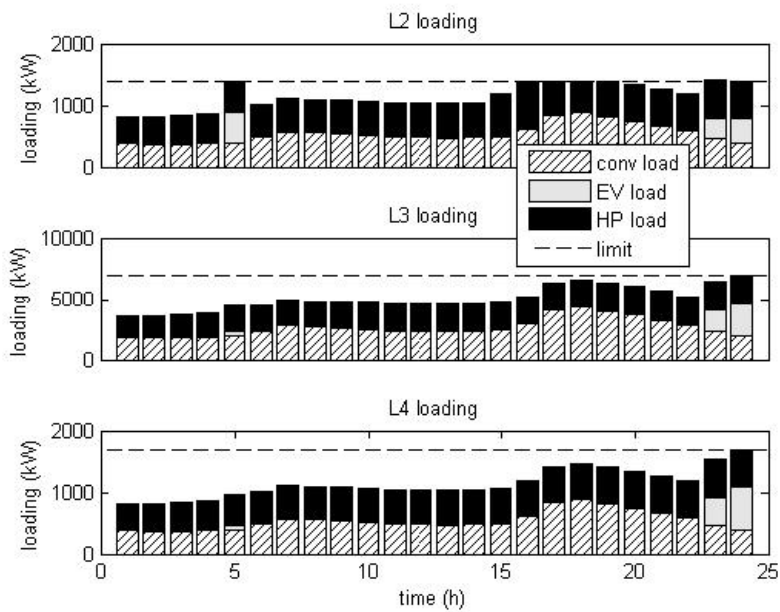 L2 loading
2000
1000
0
loading (kW)
conv load
EV load
HP load
limit
L3 loading
10000
5000
0
loading (kW)
L4 loading
2000
1000
0
loading (kW)
0 5 10 15 20 25
time (h)